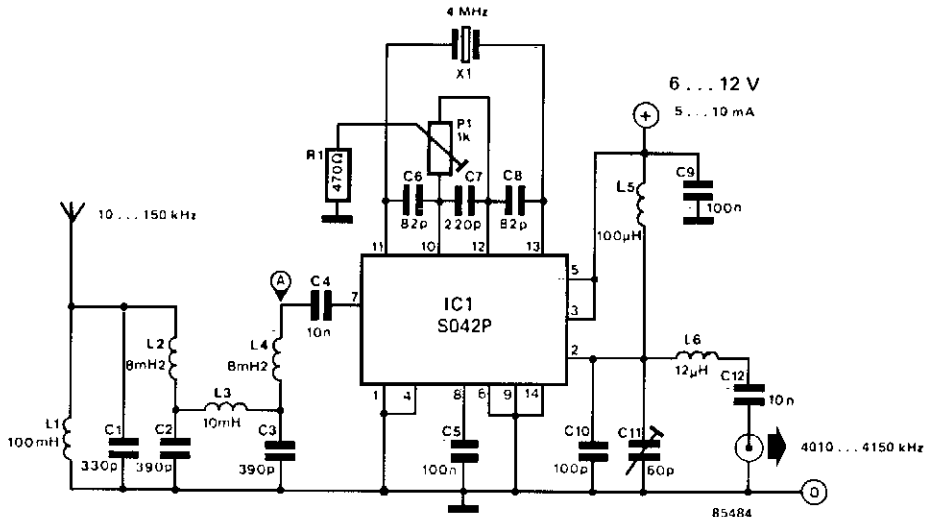 4 MHz
X1
6 ... 12 V
5 ... 10 mA
+
P1
1k
R1
470Ω
C6
C7
C8
82p
220p
82p
L5
100µH
C9
100n
10 ... 150 kHz
11
10
12
13
A
C4
7
10n
IC1
S042P
5
3
2
L2
8mH2
L4
8mH2
L3
10mH
L6
12µH
C12
10n
L1
100mH
C1
330p
C2
390p
C3
390p
1
4
8
6
9
14
C5
100n
C10
100p
C11
60p
4010 ... 4150 kHz
0
85484